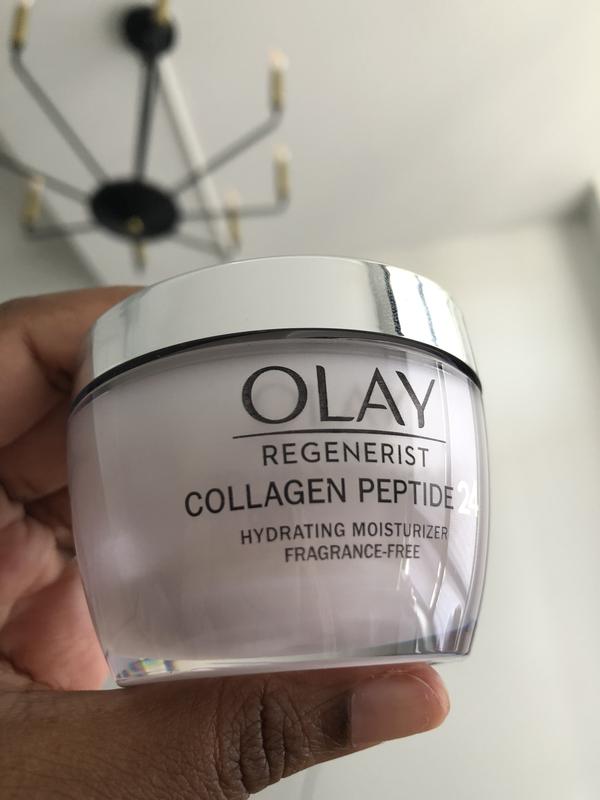 OLAY
REGENERIST
COLLAGEN PEPTIDE 24
HYDRATING MOISTURIZER
FRAGRANCE-FREE